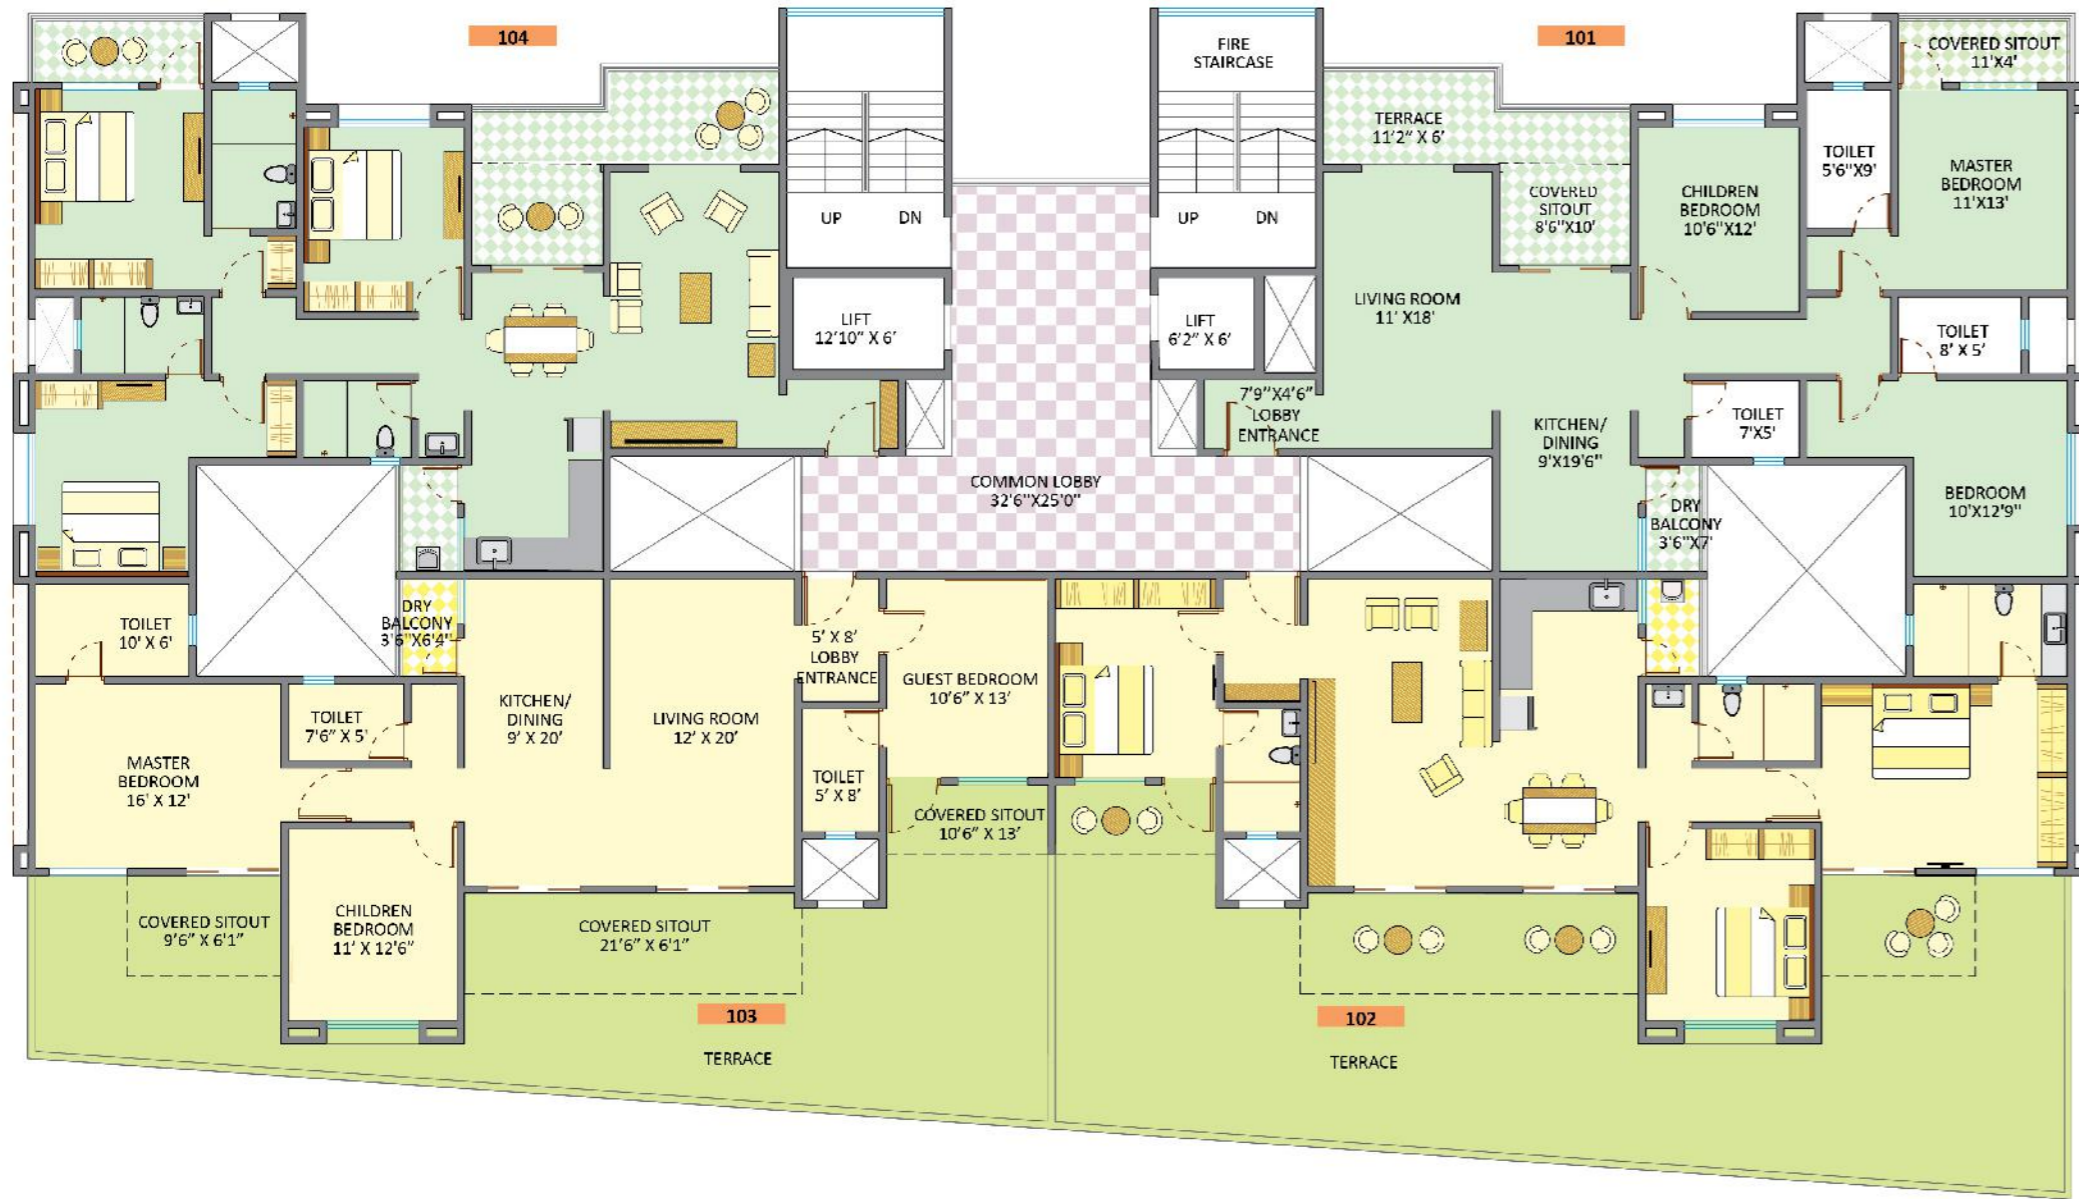 104
101
FIRE
STAIRCASE
COVERED SITOUT
11'X4'
TERRACE
11'2" X 6'
TOILET
5'6"X9'
MASTER
BEDROOM
11'X13'
CHILDREN
BEDROOM
10'6"X12'
COVERED
SITOUT
8'6"X10'
UP
DN
UP
DN
LIVING ROOM
11' X18'
LIFT
12'10" X 6'
LIFT
6'2" X 6'
TOILET
8' X 5'
7'9"X4'6"
LOBBY
ENTRANCE
TOILET
7'X5'
KITCHEN/
DINING
9'X19'6"
COMMON LOBBY
32'6"X25'0"
BEDROOM
10'X12'9"
DRY
BALCONY
3'6"X7'
TOILET
10' X 6'
DRY
BALCONY
3'6"X6'4"
5' X 8'
LOBBY
ENTRANCE
GUEST BEDROOM
10'6" X 13'
KITCHEN/
DINING
9' X 20'
LIVING ROOM
12' X 20'
TOILET
7'6" X 5'
MASTER
BEDROOM
16' X 12'
TOILET
5' X 8'
COVERED SITOUT
10'6" X 13'
CHILDREN
BEDROOM
11' X 12'6"
COVERED SITOUT
9'6" X 6'1"
COVERED SITOUT
21'6" X 6'1"
103
102
TERRACE
TERRACE